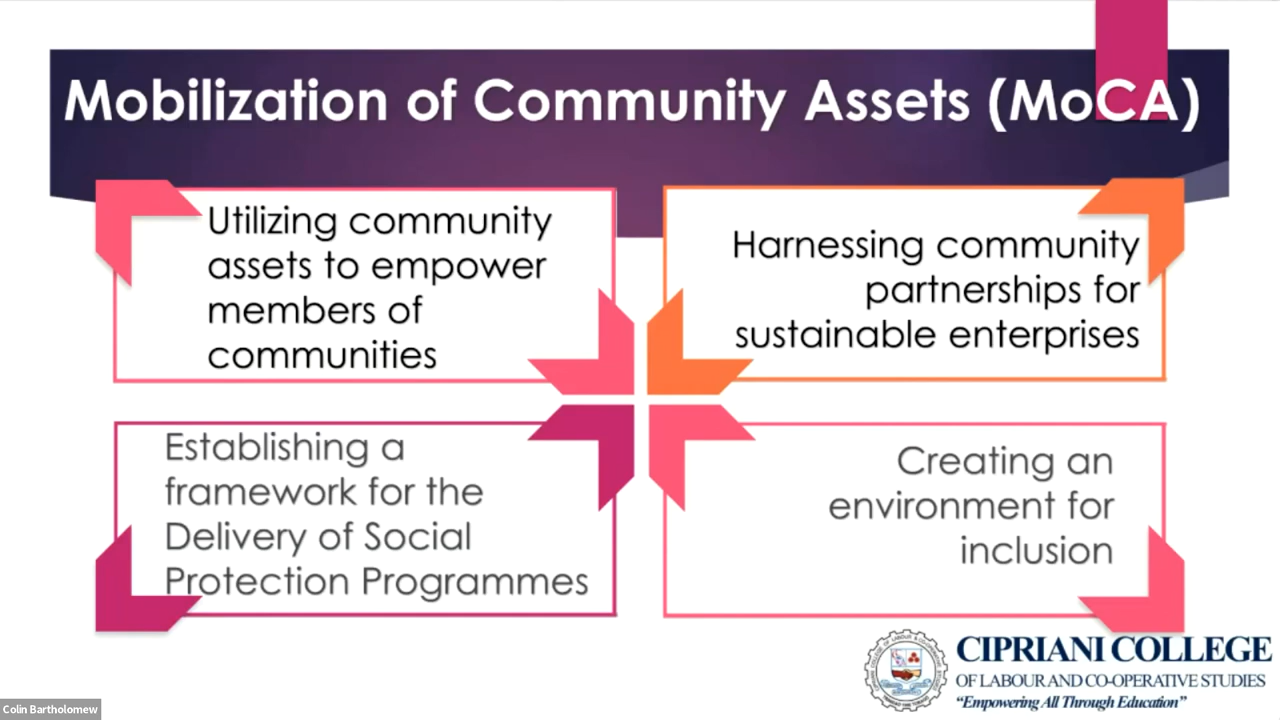 Mobilization of Community Assets (MoCA)
Utilizing community
assets to empower
members of
communities
Harnessing community
partnerships for
sustainable enterprises
Establishing a
framework for the
Delivery of Social
Protection Programmes
Creating an
environment for
inclusion
CIPRIANI COLLEGE
OF LABOUR AND CO-OPERATIVE STUDIES
“Empowering All Through Education”
Colin Bartholomew